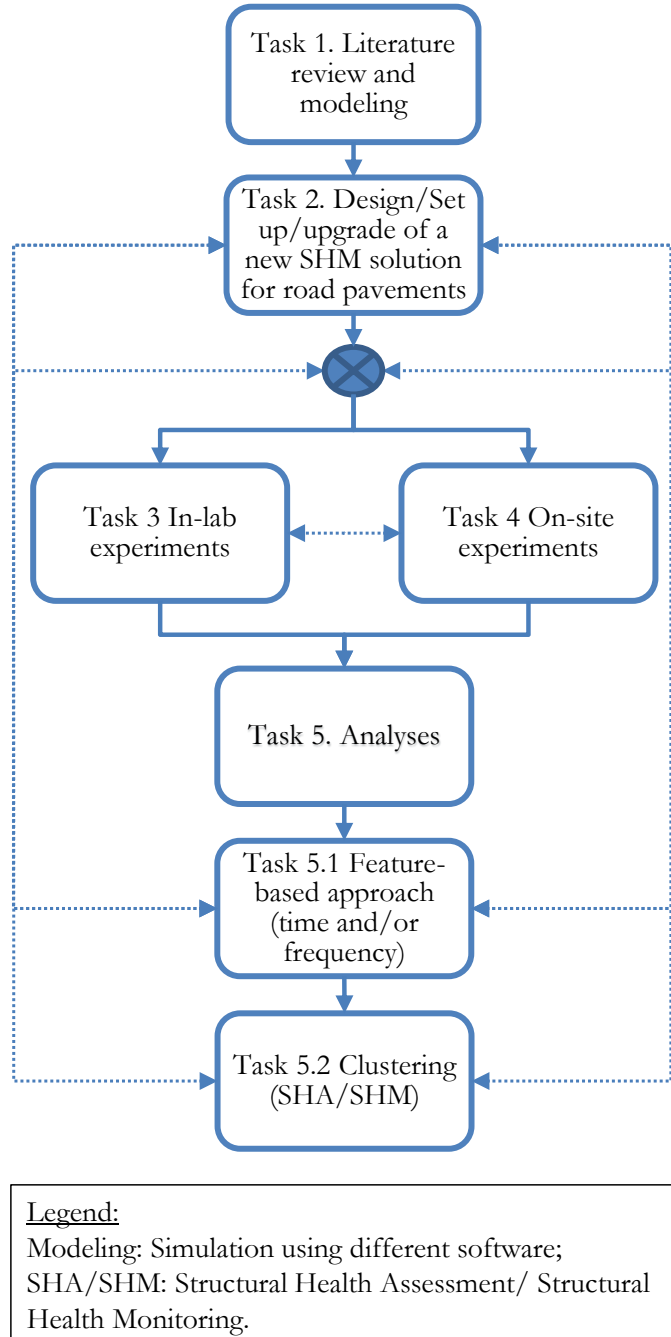 Task 1. Literature
review and
modeling
Task 2. Design/Set
up/upgrade of a
new SHM solution
for road pavements
Task 3 In-lab
experiments
Task 4 On-site
experiments
Task 5. Analyses
Task 5.1 Feature-
based approach
(time and/or
frequency)
Task 5.2 Clustering
(SHA/SHM)
Legend:
Modeling: Simulation using different software;
SHA/SHM: Structural Health Assessment/ Structural
Health Monitoring.